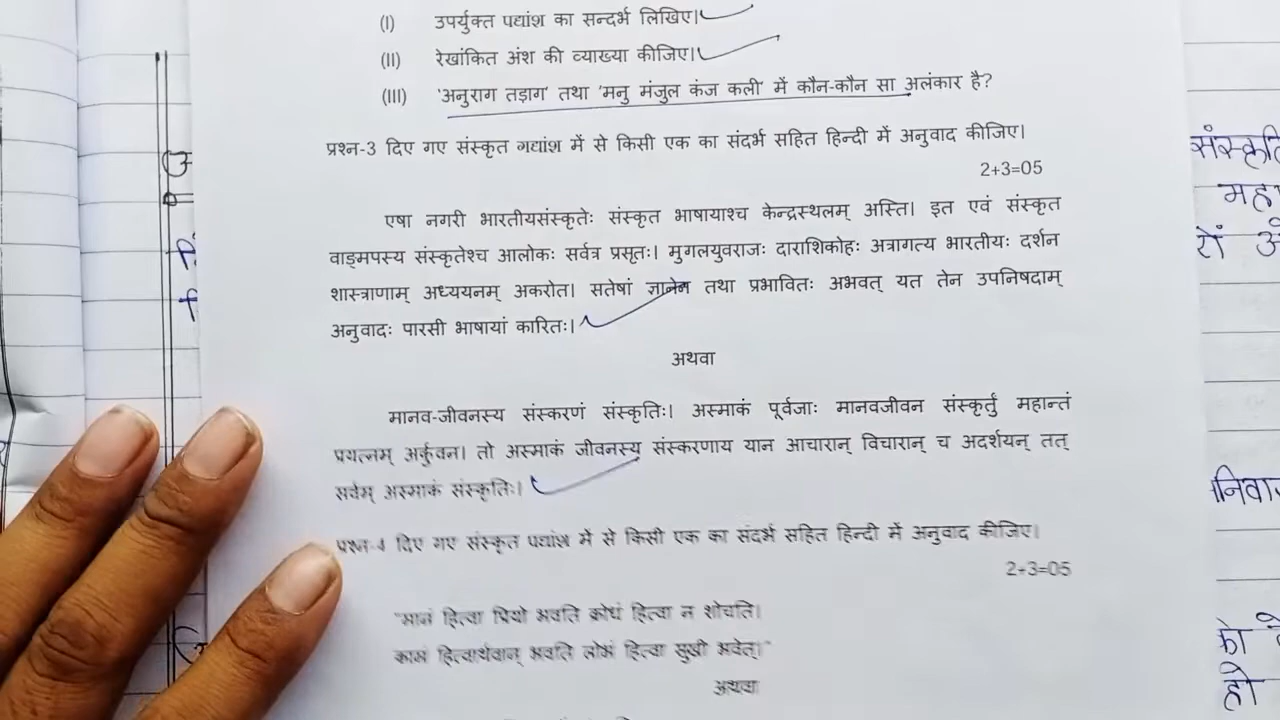 (I) उपर्युक्त पद्यांश का सन्दर्भ लिखिए।
(II) रेखांकित अंश की व्याख्या कीजिए।
(III) 'अनुराग तड़ाग' तथा 'मनु मंजुल कंज कली' में कौन-कौन सा अलंकार है?
प्रश्न-3 दिए गए संस्कृत गद्यांश में से किसी एक का संदर्भ सहित हिन्दी में अनुवाद कीजिए।
2+3=05
एषा नगरी भारतीयसंस्कृतेः संस्कृत भाषायाश्च केन्द्रस्थलम् अस्ति। इत एवं संस्कृत
वाङ्मपस्य संस्कृतेश्च आलोकः सर्वत्र प्रसृतः। मुगलयुवराजः दाराशिकोहः अत्रागत्य भारतीयः दर्शन
शास्त्राणाम् अध्ययनम् अकरोत। सतेषां ज्ञानेन तथा प्रभावितः अभवत् यत तेन उपनिषदाम्
अनुवादः पारसी भाषायां कारितः।
अथवा
मानव-जीवनस्य संस्करणं संस्कृतिः। अस्माकं पूर्वजाः मानवजीवन संस्कृर्तुं महान्तं
प्रयत्नम् अर्कुवन। तो अस्माकं जीवनस्य संस्करणाय यान आचारान् विचारान् च अदर्शयन् तत्
सर्वम् अस्माकं संस्कृतिः।
प्रश्न-4 दिए गए संस्कृत पद्यांश में से किसी एक का संदर्भ सहित हिन्दी में अनुवाद कीजिए।
2+3=05
"मानं हित्वा प्रियो भवति क्रोधं हित्वा न शोचति।
कामं हित्वार्थवान् भवति लोभं हित्वा सुखी भवेत्।"
अथवा
संस्कृति
महा
निवा
को
हो